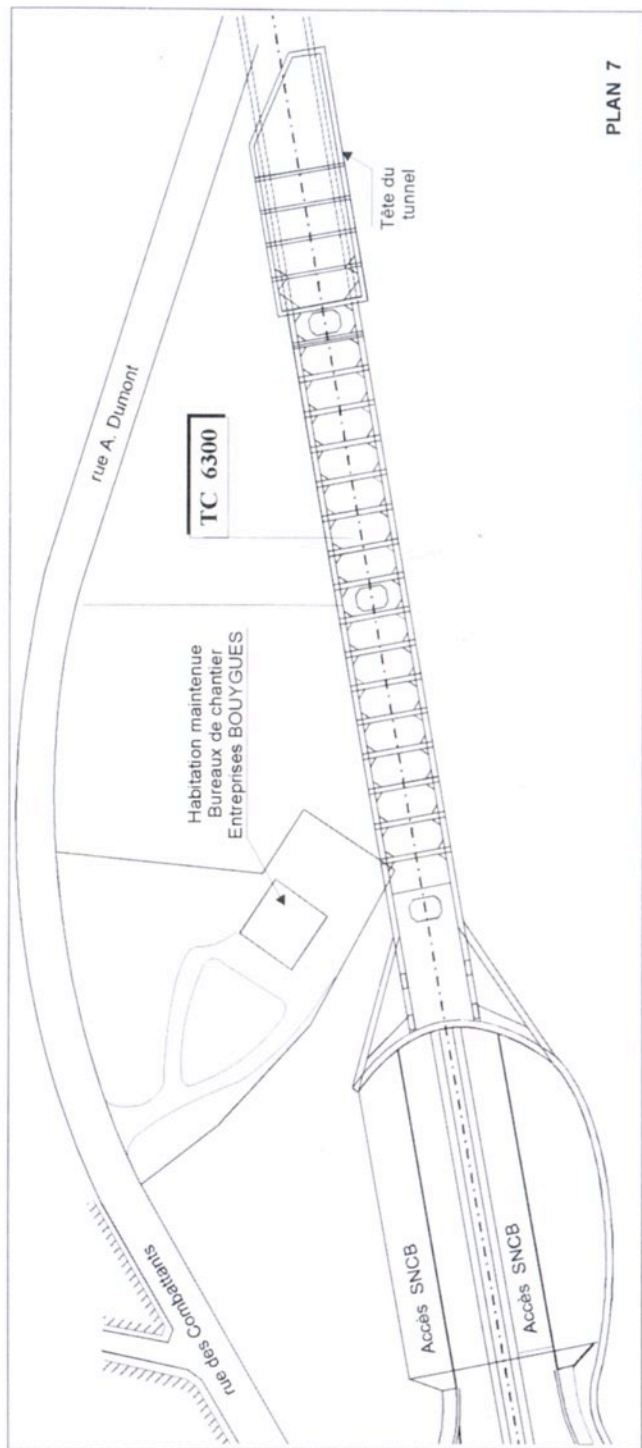 rue des Combattants
rue A. Dumont
Habitation maintenue
Bureaux de chantier
Entreprises BOUYGUES
TC 6300
Tête du
tunnel
Accès SNCB
Accès SNCB
PLAN 7